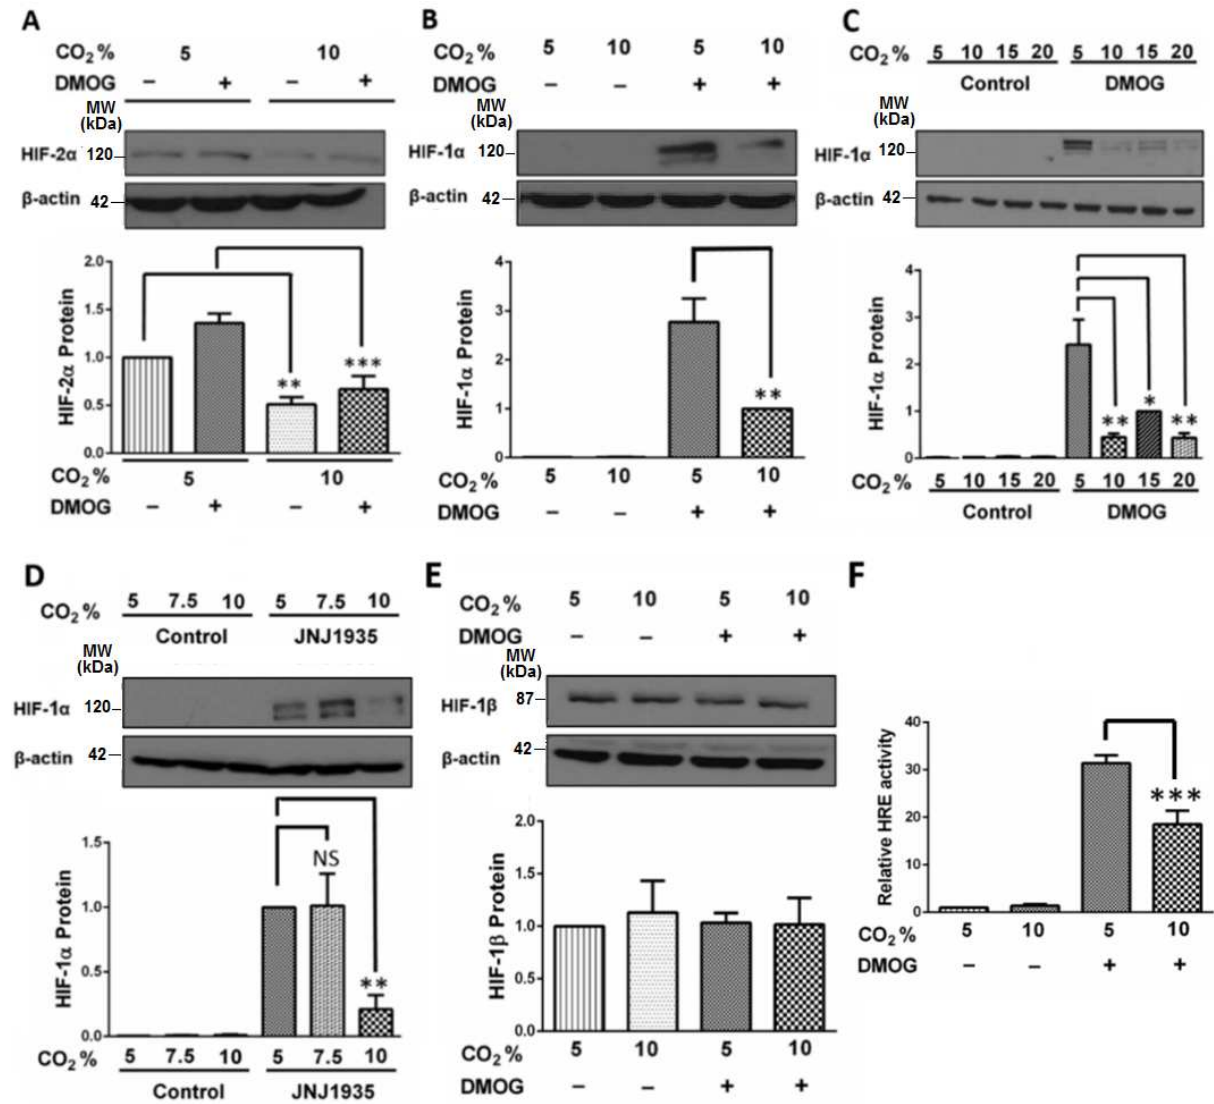 A
CO2 % 5 10
DMOG – + – +
MW
(kDa)
HIF-2α 120
β-actin 42
HIF-2α Protein
2.0
1.5
1.0
0.5
0.0
** ***
CO2 % 5 10
DMOG – + – +
B
CO2 % 5 10 5 10
DMOG – – + +
MW
(kDa)
HIF-1α 120
β-actin 42
HIF-1α Protein
4
3
2
1
0
**
CO2 % 5 10 5 10
DMOG – – + +
C
CO2 % 5 10 15 20 5 10 15 20
Control DMOG
MW
(kDa)
HIF-1α 120
β-actin 42
HIF-1α Protein
4
3
2
1
0
** * **
CO2 % 5 10 15 20 5 10 15 20
Control DMOG
D
CO2 % 5 7.5 10 5 7.5 10
Control JNJ1935
MW
(kDa)
HIF-1α 120
β-actin 42
HIF-1α Protein
1.5
1.0
0.5
0.0
NS
**
CO2 % 5 7.5 10 5 7.5 10
Control JNJ1935
E
CO2 % 5 10 5 10
DMOG – – + +
MW
(kDa)
HIF-1β 87
β-actin 42
HIF-1β Protein
2.0
1.5
1.0
0.5
0.0
CO2 % 5 10 5 10
DMOG – – + +
F
Relative HRE activity
40
30
20
10
0
***
CO2 % 5 10 5 10
DMOG – – + +